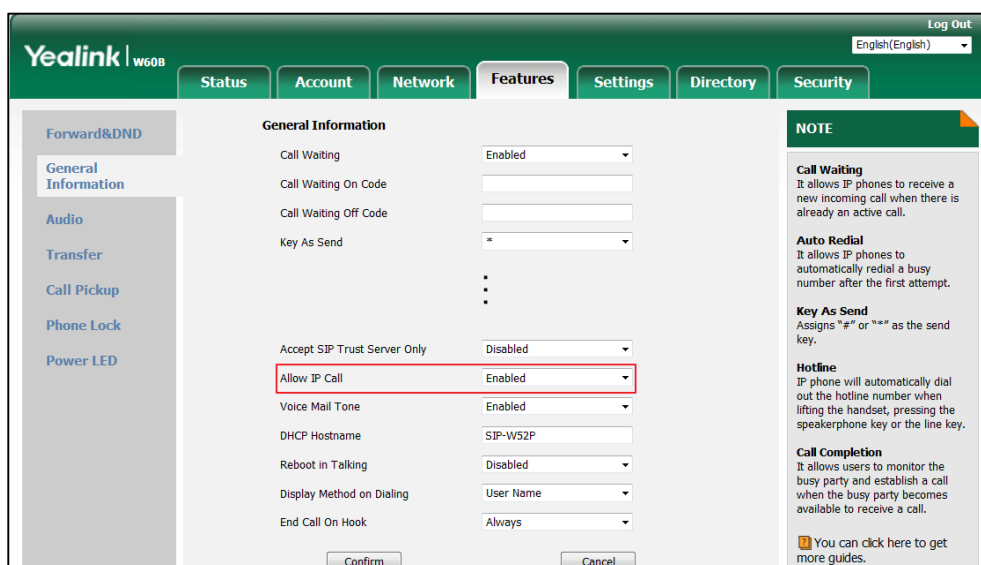 Log Out
Yealink | W60B
English(English)
Status Account Network Features Settings Directory Security
Forward&DND
General
Information
Audio
Transfer
Call Pickup
Phone Lock
Power LED
General Information
Call Waiting Enabled
Call Waiting On Code
Call Waiting Off Code
Key As Send *
Accept SIP Trust Server Only Disabled
Allow IP Call Enabled
Voice Mail Tone Enabled
DHCP Hostname SIP-W52P
Reboot in Talking Disabled
Display Method on Dialing User Name
End Call On Hook Always
Confirm Cancel
NOTE
Call Waiting
It allows IP phones to receive a
new incoming call when there is
already an active call.
Auto Redial
It allows IP phones to
automatically redial a busy
number after the first attempt.
Key As Send
Assigns "#" or "*" as the send
key.
Hotline
IP phone will automatically dial
out the hotline number when
lifting the handset, pressing the
speakerphone key or the line key.
Call Completion
It allows users to monitor the
busy party and establish a call
when the busy party becomes
available to receive a call.
You can click here to get
more guides.